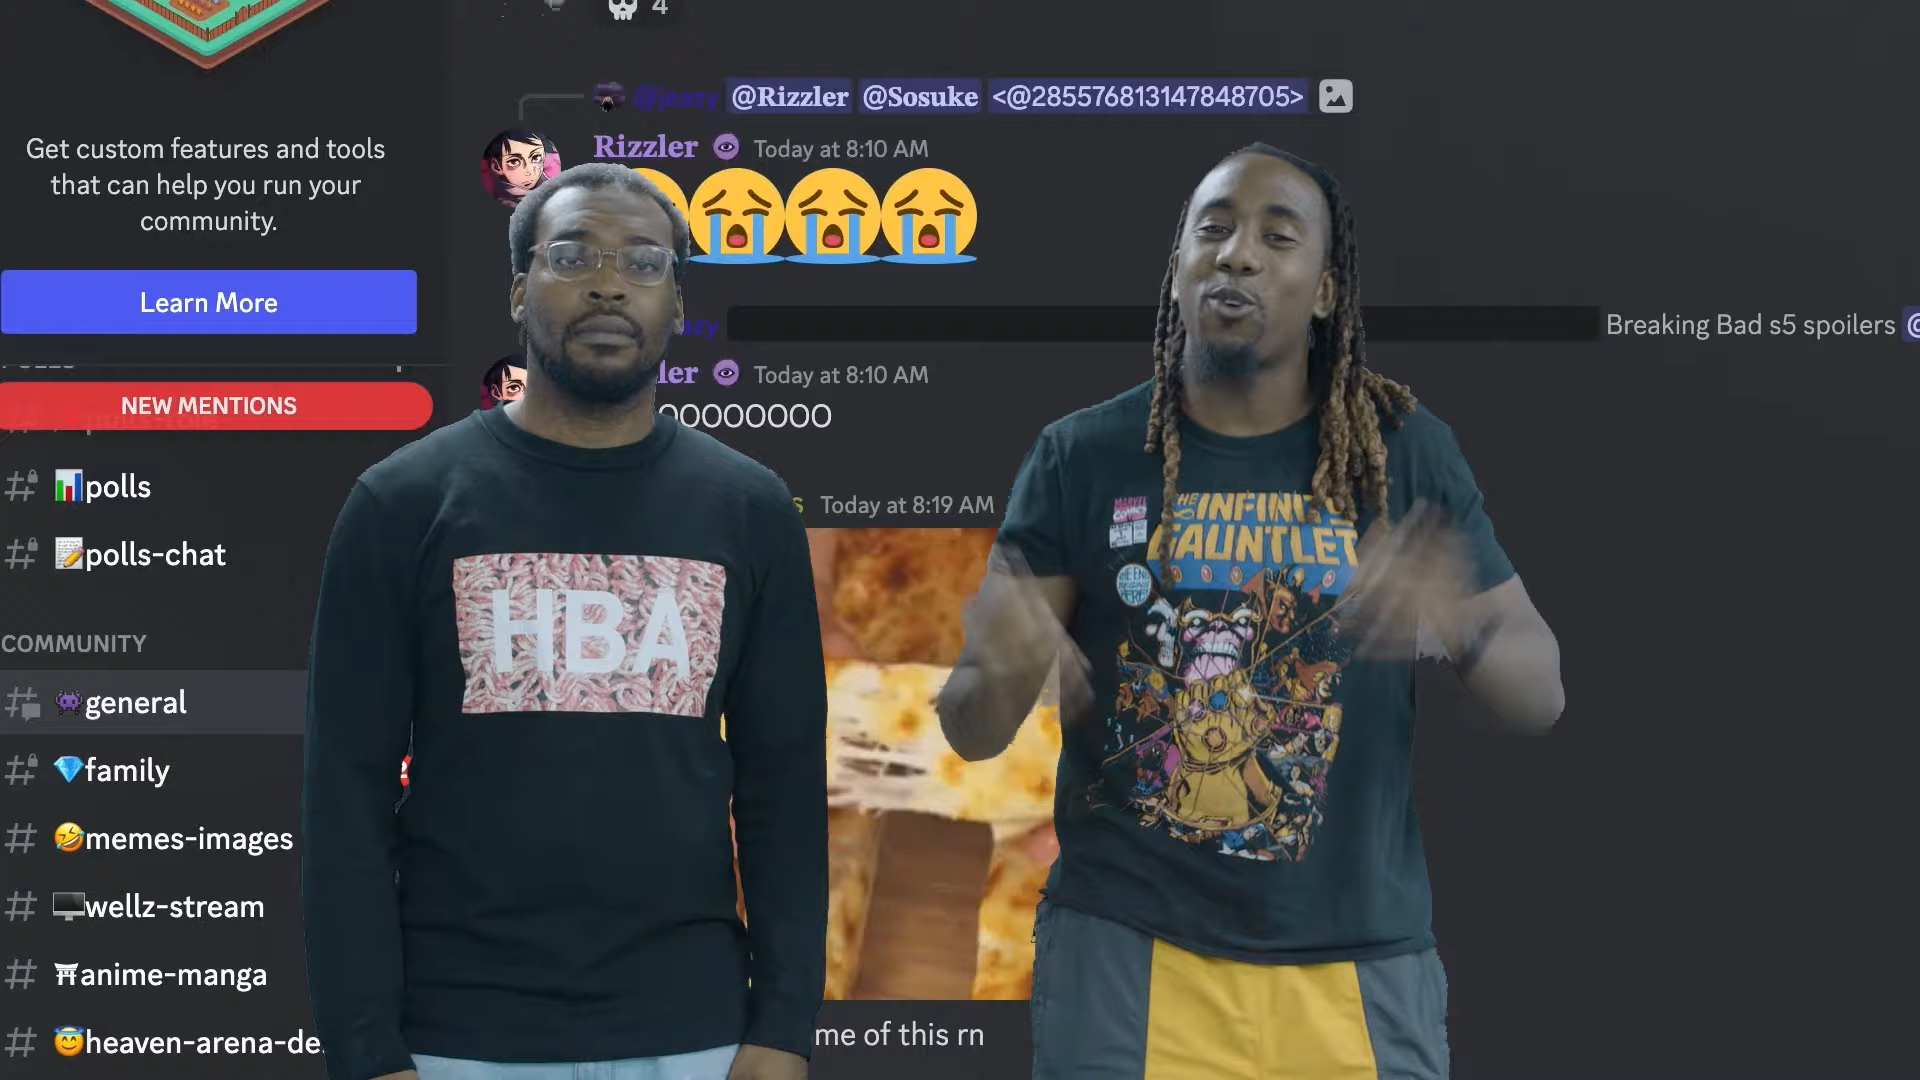 4
@jeazy @Rizzler @Sosuke <@285576813147848705>
Get custom features and tools
that can help you run your
community.
Learn More
Rizzler Today at 8:10 AM
Breaking Bad s5 spoilers
Today at 8:10 AM
NEW MENTIONS
polls
polls-chat
Today at 8:19 AM
COMMUNITY
general
family
memes-images
wellz-stream
anime-manga
heaven-arena-de
me of this rn
HBA
MARVEL
COMICS
THE INFINITY
GAUNTLET